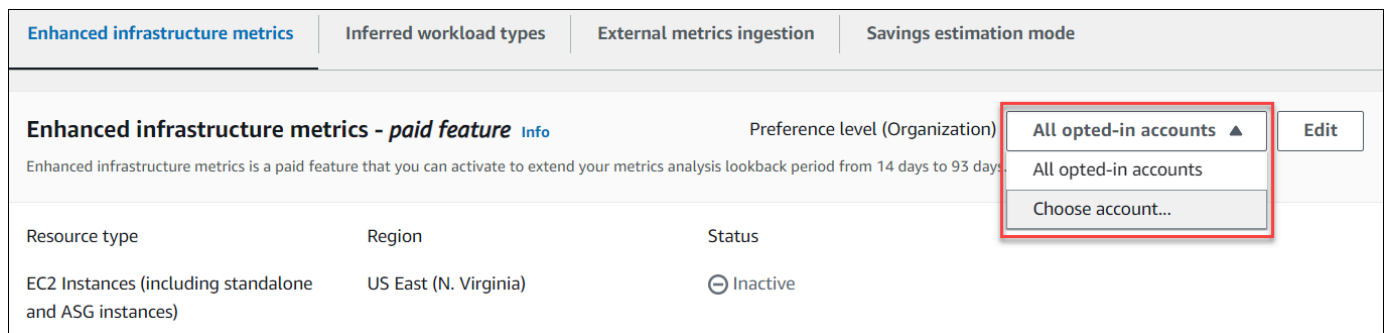 Enhanced infrastructure metrics
Inferred workload types
External metrics ingestion
Savings estimation mode
Enhanced infrastructure metrics - paid feature Info
Preference level (Organization)
All opted-in accounts
Edit
Enhanced infrastructure metrics is a paid feature that you can activate to extend your metrics analysis lookback period from 14 days to 93 days.
All opted-in accounts
Choose account...
Resource type
Region
Status
EC2 Instances (including standalone
and ASG instances)
US East (N. Virginia)
Inactive